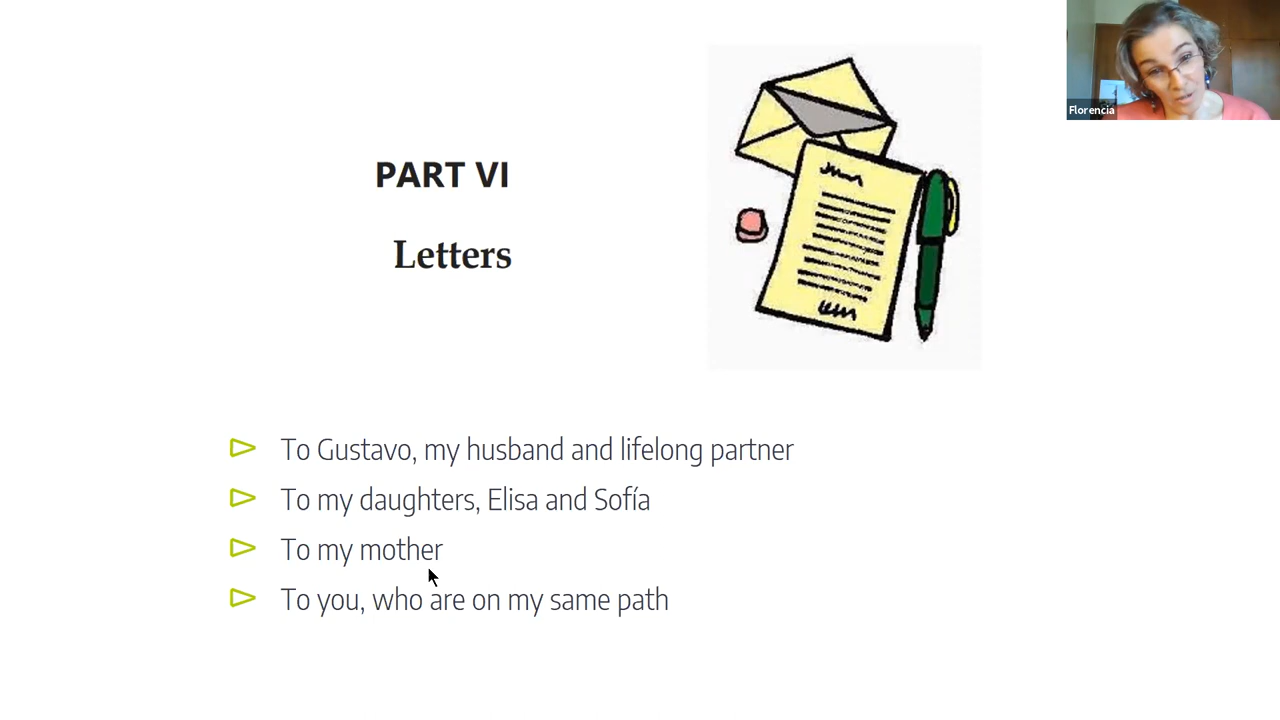 PART VI
Letters
Florencia
To Gustavo, my husband and lifelong partner
To my daughters, Elisa and Sofía
To my mother
To you, who are on my same path